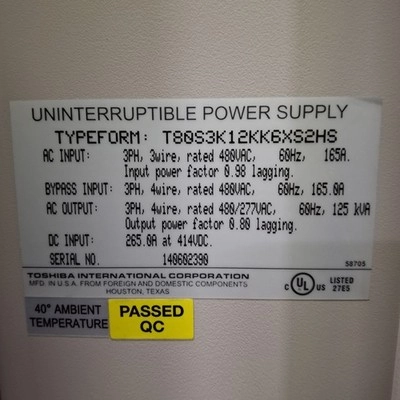 UNINTERRUPTIBLE POWER SUPPLY
TYPEFORM: T80S3K12KK6XS2HS
AC INPUT: 3PH, 3wire, rated 480VAC, 60Hz, 165A.
Input power factor 0.98 lagging.
BYPASS INPUT: 3PH, 4wire, rated 480VAC, 60Hz, 165.0A
AC OUTPUT: 3PH, 4wire, rated 480/277VAC, 60Hz, 125 kVA
Output power factor 0.80 lagging.
DC INPUT: 265.0A at 414VDC.
SERIAL NO. 140602390
58705
TOSHIBA INTERNATIONAL CORPORATION
MFD. IN U.S.A. FROM FOREIGN AND DOMESTIC COMPONENTS
HOUSTON, TEXAS
C UL US LISTED
27E5
40° AMBIENT
TEMPERATURE
PASSED
QC